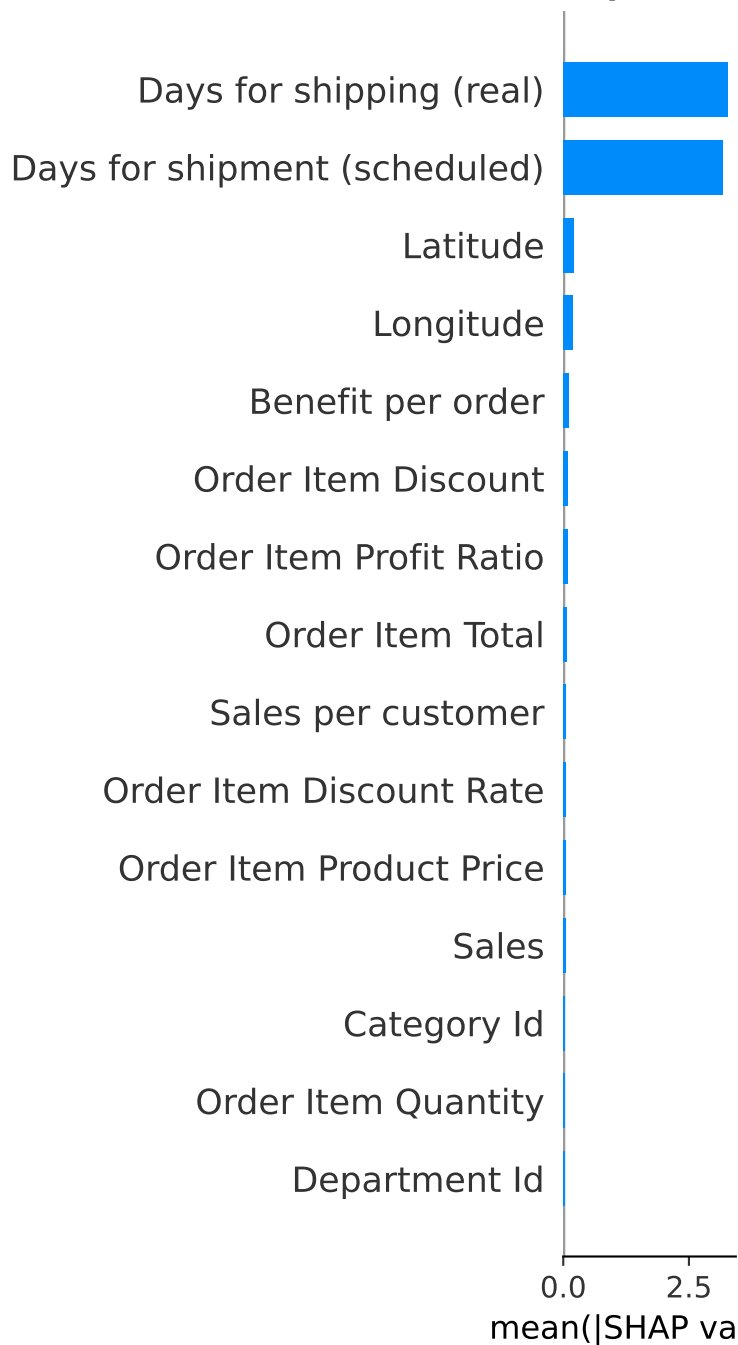 Days for shipping (real)
Days for shipment (scheduled)
Latitude
Longitude
Benefit per order
Order Item Discount
Order Item Profit Ratio
Order Item Total
Sales per customer
Order Item Discount Rate
Order Item Product Price
Sales
Category Id
Order Item Quantity
Department Id
0.0 2.5
mean(|SHAP va